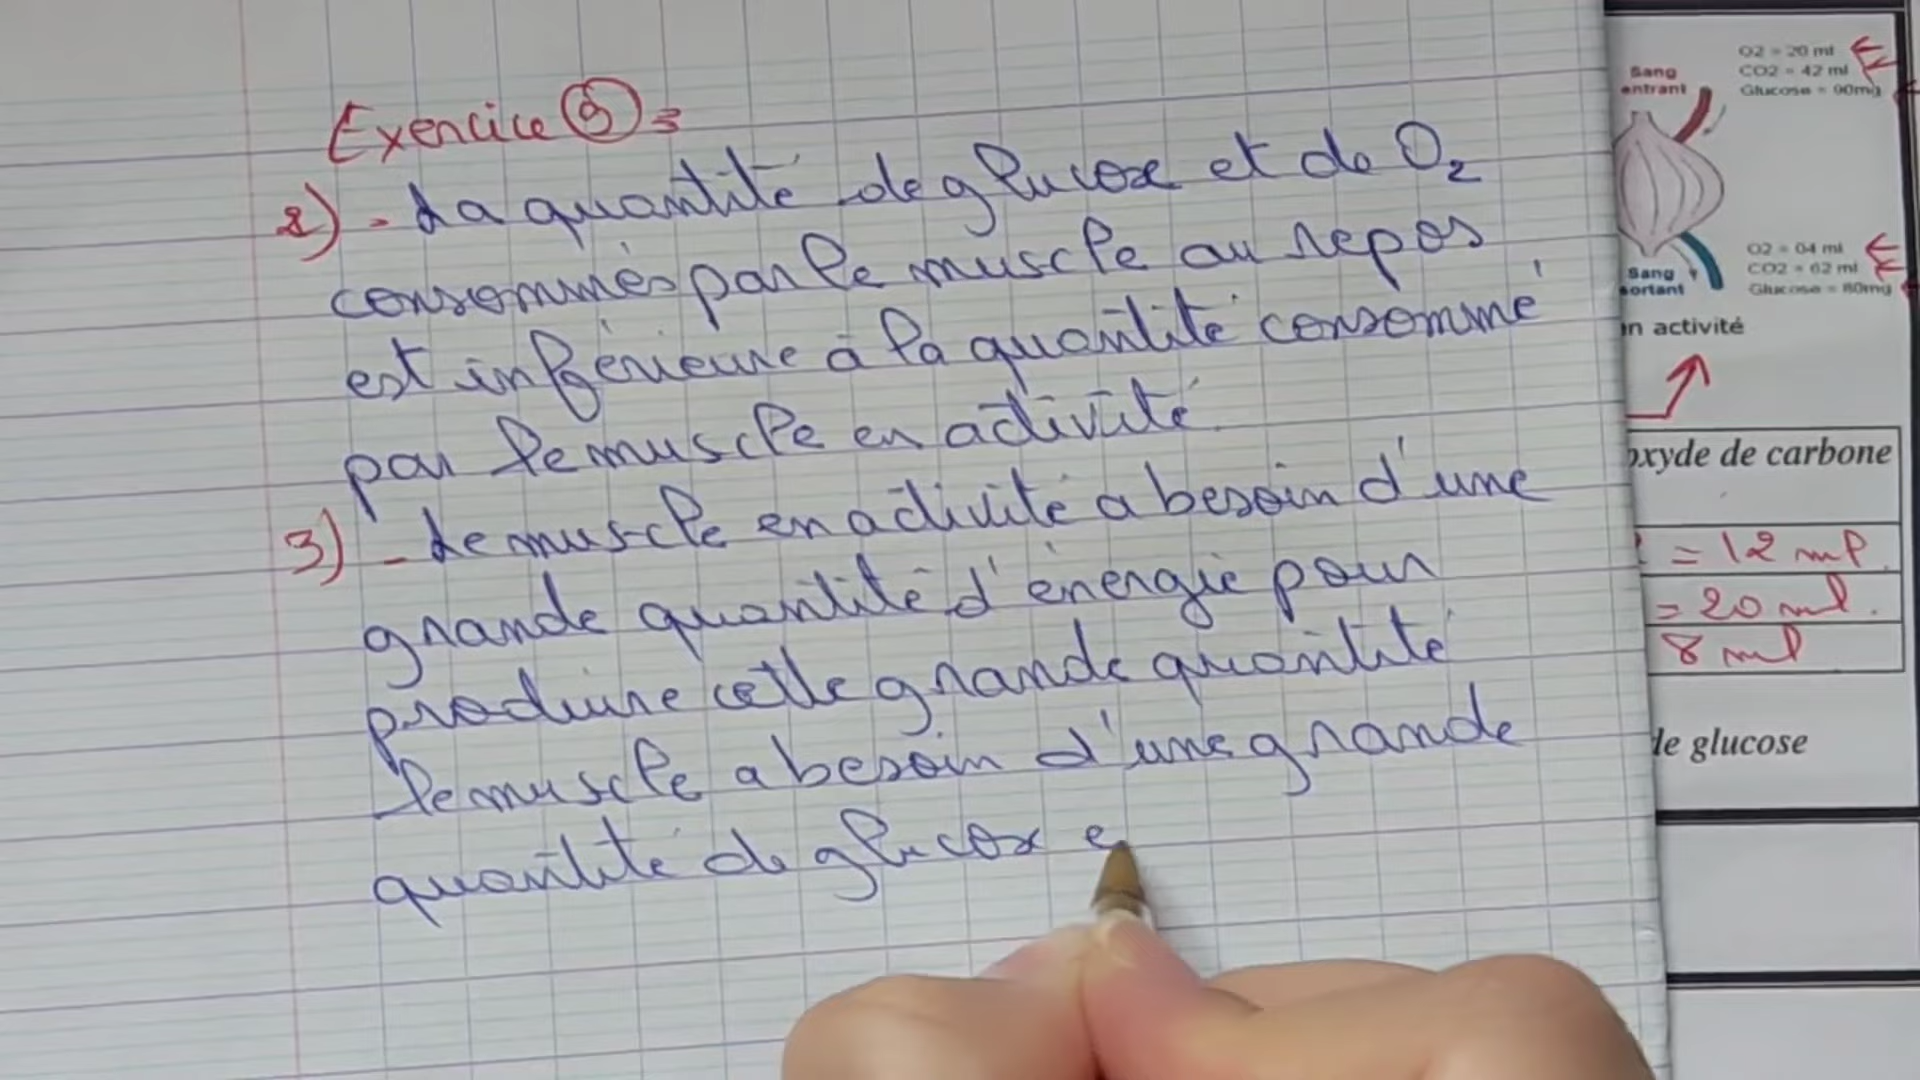 Exercice 3 :
2) - La quantité de glucose et de O2
consommés par le muscle au repos
est inférieure à la quantité consommé
par le muscle en activité.
3) - Le muscle en activité a besoin d'une
grande quantité d'énergie pour
produire cette grande quantité
le muscle a besoin d'une grande
quantité de glucose e
O2 = 20 ml
CO2 = 42 ml
Glucose = 90mg
Sang
entrant
O2 = 04 ml
CO2 = 62 ml
Glucose = 80mg
Sang
sortant
n activité
oxyde de carbone
= 12 ml
= 20 ml.
8 ml
de glucose